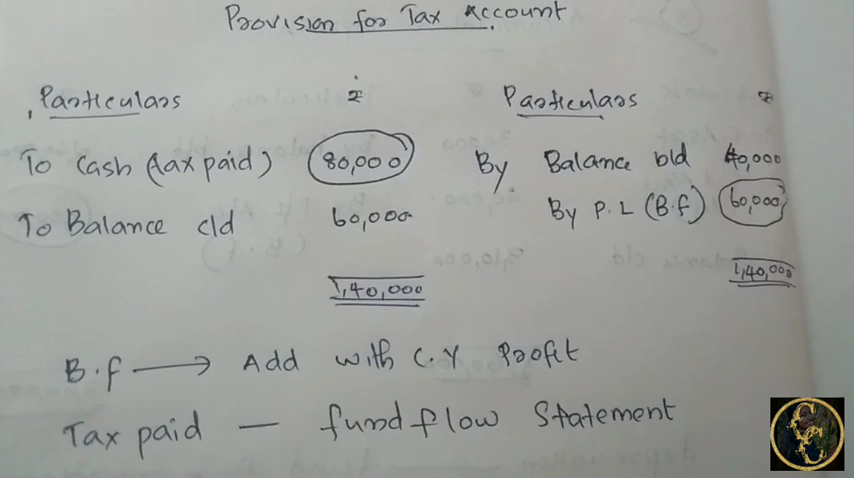 Provision for Tax Account
Particulars ₹ Particulars ₹
To Cash (tax paid) 80,000 By Balance b/d 40,000
To Balance c/d 60,000 By P.L (B.f) 60,000
1,40,000 1,40,000
B.f → Add with C.Y Profit
Tax paid — fund flow Statement